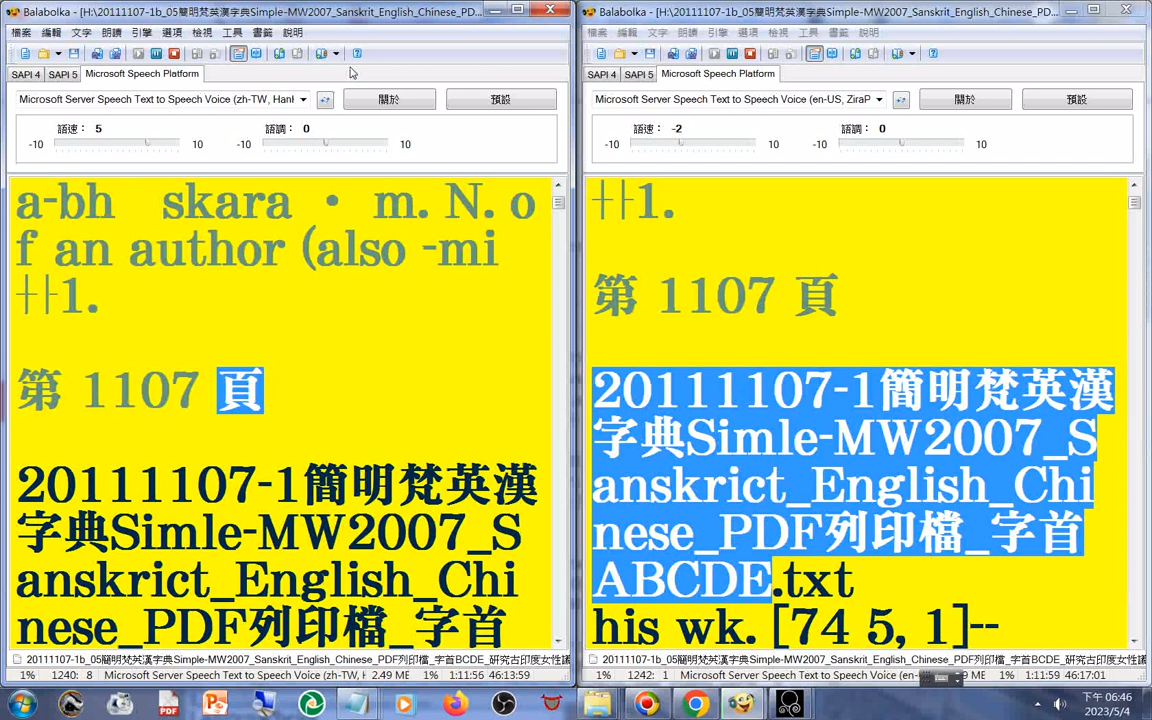 Balabolka - [H:\20111107-1b_05簡明梵英漢字典Simple-MW2007_Sanskrit_English_Chinese_PD...
檔案 編輯 文字 朗讀 引擎 選項 檢視 工具 書籤 說明
SAPI 4 SAPI 5 Microsoft Speech Platform
Microsoft Server Speech Text to Speech Voice (zh-TW, HanH 關於 預設
語速： 5 語調： 0
-10 10 -10 10
a-bh skara • m. N. o
f an author (also -mi
┼├1.
第 1107 頁
20111107-1簡明梵英漢
字典Simle-MW2007_S
anskrict_English_Chi
nese_PDF列印檔_字首
20111107-1b_05簡明梵英漢字典Simple-MW2007_Sanskrit_English_Chinese_PDF列印檔_字首BCDE_研究古印度女性議
1% 1240: 8 Microsoft Server Speech Text to Speech Voice (zh-TW, H 2.49 ME 1% 1:11:55 46:13:59
Balabolka - [H:\20111107-1b_05簡明梵英漢字典Simple-MW2007_Sanskrit_English_Chinese_PD...
檔案 編輯 文字 朗讀 引擎 選項 檢視 工具 書籤 說明
SAPI 4 SAPI 5 Microsoft Speech Platform
Microsoft Server Speech Text to Speech Voice (en-US, ZiraP 關於 預設
語速： -2 語調： 0
-10 10 -10 10
┼├1.
第 1107 頁
20111107-1簡明梵英漢
字典Simle-MW2007_S
anskrict_English_Chi
nese_PDF列印檔_字首
ABCDE.txt
his wk. [74 5, 1]--
20111107-1b_05簡明梵英漢字典Simple-MW2007_Sanskrit_English_Chinese_PDF列印檔_字首BCDE_研究古印度女性議
1% 1242: 1 Microsoft Server Speech Text to Speech Voice (en-U ME 1% 1:11:59 46:17:01
下午 06:46
2023/5/4